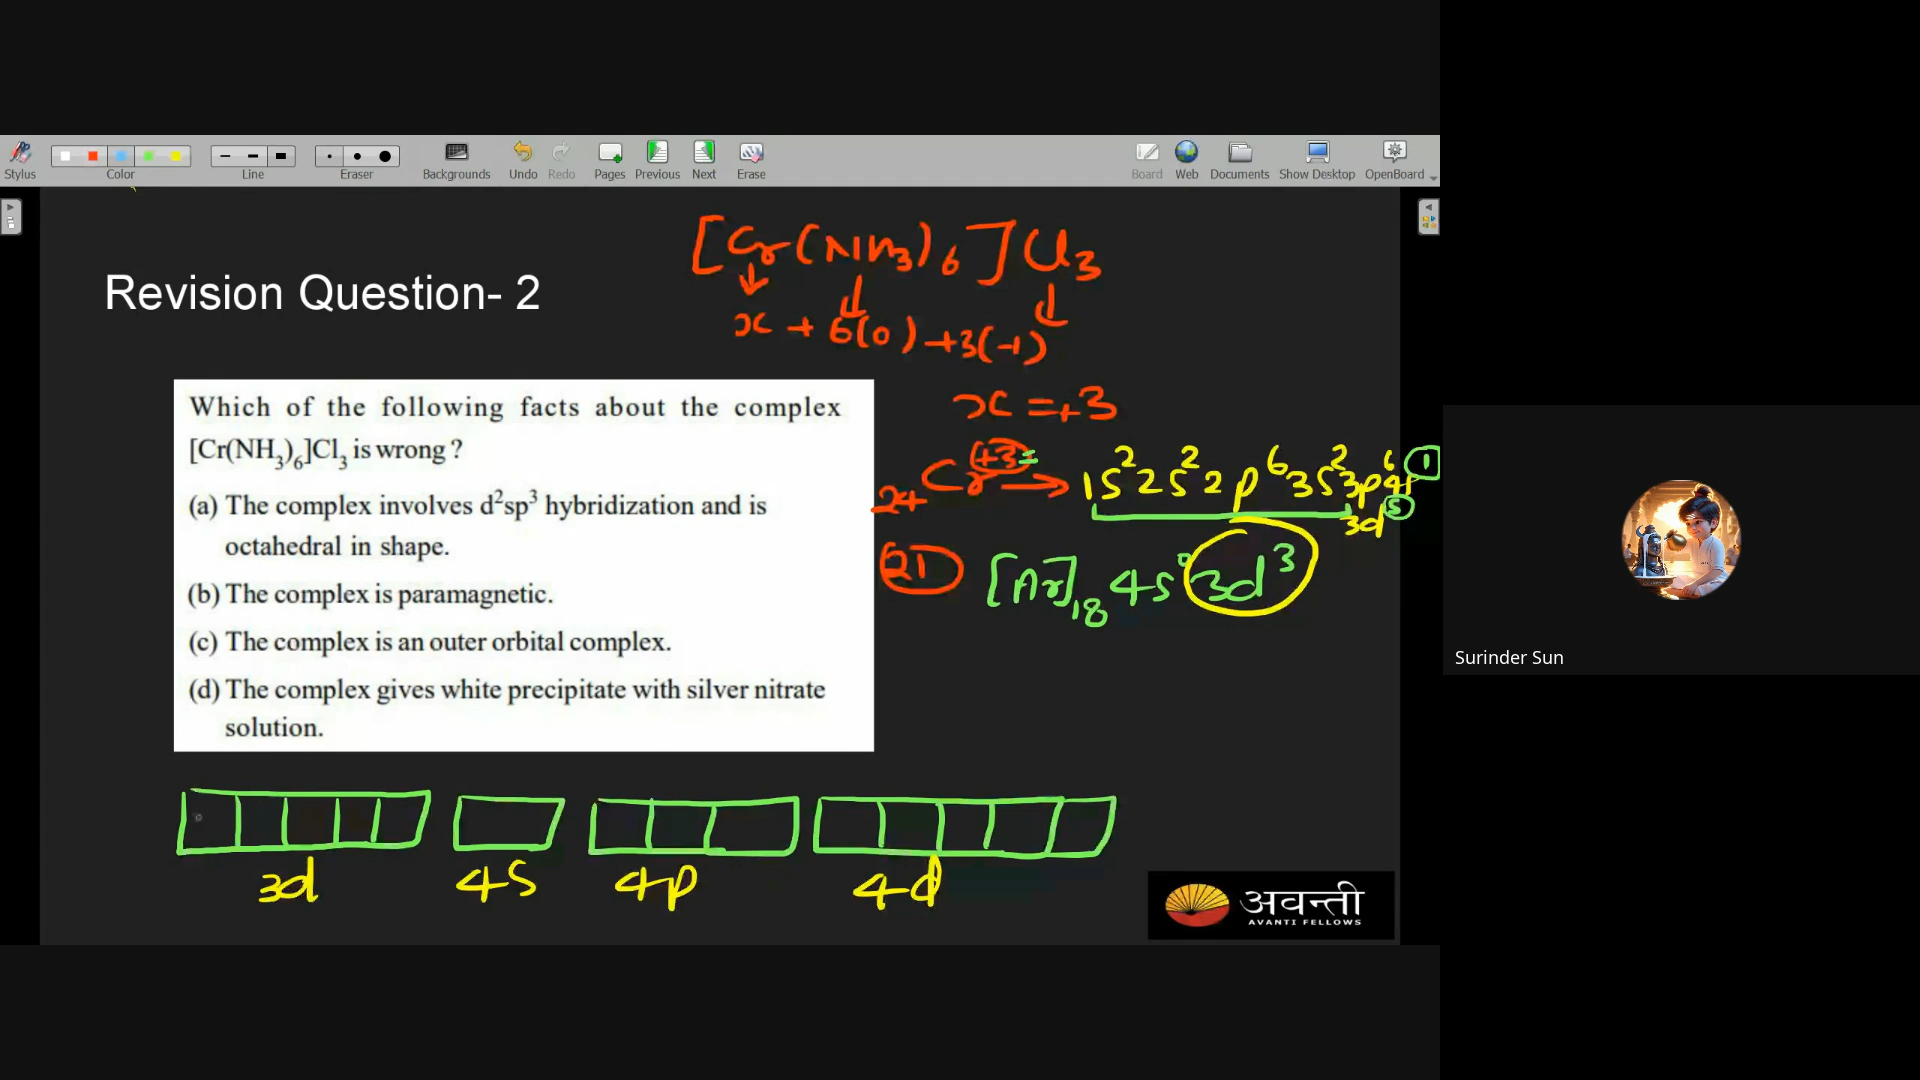 Stylus Color Line Eraser Backgrounds Undo Redo Pages Previous Next Erase Board Web Documents Show Desktop OpenBoard
[Cr(NH₃)₆]Cl₃
Revision Question- 2
x + 6(0) +3(-1)
x = +3
Which of the following facts about the complex
[Cr(NH₃)₆]Cl₃ is wrong ?
(a) The complex involves d²sp³ hybridization and is
octahedral in shape.
(b) The complex is paramagnetic.
(c) The complex is an outer orbital complex.
(d) The complex gives white precipitate with silver nitrate
solution.
₂₄Cr (+3) = → 1s² 2s² 2p⁶ 3s² 3p⁶ 4s¹
3d⁵
21 [Ar]₁₈ 4s⁰ 3d³
3d 4s 4p 4d
अवन्ती
AVANTI FELLOWS
Surinder Sun